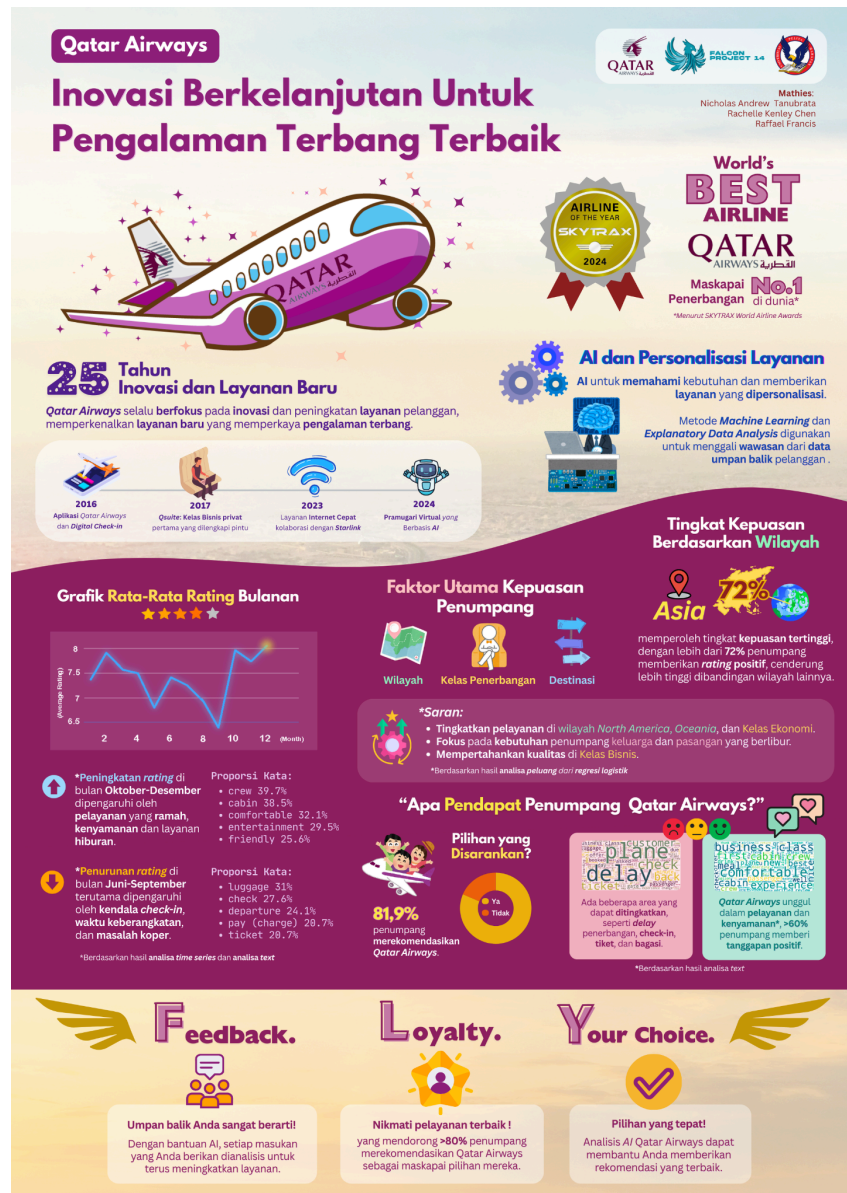 Qatar Airways
Inovasi Berkelanjutan Untuk
Pengalaman Terbang Terbaik
QATAR
AIRWAYS القطرية
FALCON
PROJECT 14
Mathies:
Nicholas Andrew Tanubrata
Rachelle Kenley Chen
Raffael Francis
QATAR
AIRWAYS القطرية
AIRLINE
OF THE YEAR
SKYTRAX
2024
World's
BEST
AIRLINE
QATAR
AIRWAYS القطرية
Maskapai
Penerbangan
No.1
di dunia*
*Menurut SKYTRAX World Airline Awards
25 Tahun
Inovasi dan Layanan Baru
Qatar Airways selalu berfokus pada inovasi dan peningkatan layanan pelanggan,
memperkenalkan layanan baru yang memperkaya pengalaman terbang.
2016
Aplikasi Qatar Airways
dan Digital Check-in
2017
Qsuite: Kelas Bisnis privat
pertama yang dilengkapi pintu
2023
Layanan Internet Cepat
kolaborasi dengan Starlink
2024
Pramugari Virtual yang
Berbasis AI
AI dan Personalisasi Layanan
AI untuk memahami kebutuhan dan memberikan
layanan yang dipersonalisasi.
Metode Machine Learning dan
Explanatory Data Analysis digunakan
untuk menggali wawasan dari data
umpan balik pelanggan .
Tingkat Kepuasan
Berdasarkan Wilayah
Asia
72%
memperoleh tingkat kepuasan tertinggi,
dengan lebih dari 72% penumpang
memberikan rating positif, cenderung
lebih tinggi dibandingan wilayah lainnya.
Grafik Rata-Rata Rating Bulanan
(Average Rating)
8
7.5
7
6.5
2 4 6 8 10 12 (Month)
Faktor Utama Kepuasan
Penumpang
Wilayah
Kelas Penerbangan
Destinasi
*Saran:
• Tingkatkan pelayanan di wilayah North America, Oceania, dan Kelas Ekonomi.
• Fokus pada kebutuhan penumpang keluarga dan pasangan yang berlibur.
• Mempertahankan kualitas di Kelas Bisnis.
*Berdasarkan hasil analisa peluang dari regresi logistik
*Peningkatan rating di
bulan Oktober-Desember
dipengaruhi oleh
pelayanan yang ramah,
kenyamanan dan layanan
hiburan.
Proporsi Kata:
• crew 39.7%
• cabin 38.5%
• comfortable 32.1%
• entertainment 29.5%
• friendly 25.6%
*Penurunan rating di
bulan Juni-September
terutama dipengaruhi
oleh kendala check-in,
waktu keberangkatan,
dan masalah koper.
Proporsi Kata:
• luggage 31%
• check 27.6%
• departure 24.1%
• pay (charge) 20.7%
• ticket 20.7%
*Berdasarkan hasil analisa time series dan analisa text
“Apa Pendapat Penumpang Qatar Airways?”
Pilihan yang
Disarankan?
Ya
Tidak
81,9%
penumpang
merekomendasikan
Qatar Airways.
customer
plane
check
delay
ticket
Ada beberapa area yang
dapat ditingkatkan,
seperti delay
penerbangan, check-in,
tiket, dan bagasi.
business class
first cabin crew
meal new best
comfortable
cabin experience
Qatar Airways unggul
dalam pelayanan dan
kenyamanan*, >60%
penumpang memberi
tanggapan positif.
*Berdasarkan hasil analisa text
Feedback.
Umpan balik Anda sangat berarti!
Dengan bantuan AI, setiap masukan
yang Anda berikan dianalisis untuk
terus meningkatkan layanan.
Loyalty.
Nikmati pelayanan terbaik !
yang mendorong >80% penumpang
merekomendasikan Qatar Airways
sebagai maskapai pilihan mereka.
Your Choice.
Pilihan yang tepat!
Analisis AI Qatar Airways dapat
membantu Anda memberikan
rekomendasi yang terbaik.